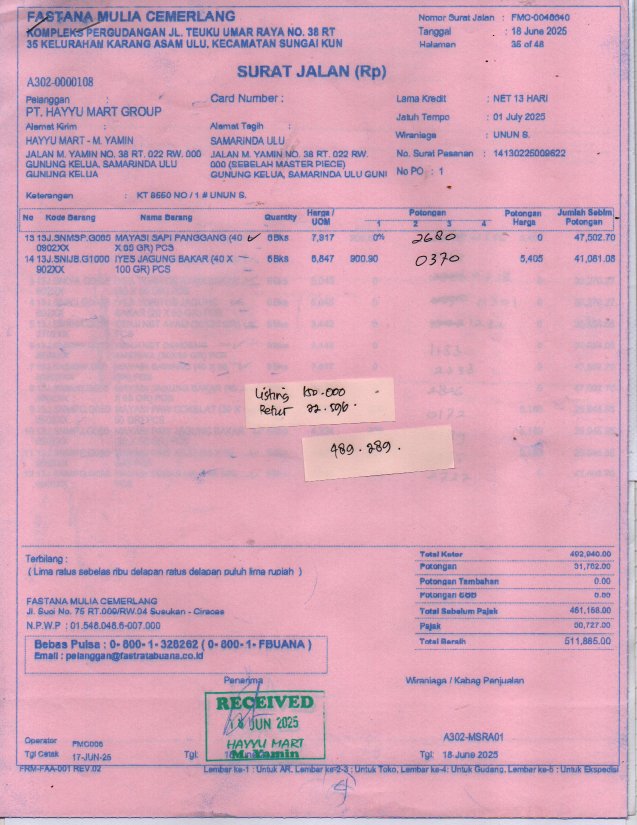 FASTANA MULIA CEMERLANG
KOMPLEKS PERGUDANGAN JL. TEUKU UMAR RAYA NO. 38 RT
35 KELURAHAN KARANG ASAM ULU, KECAMATAN SUNGAI KUN
Nomor Surat Jalan : FMC-0048640
Tanggal : 18 June 2025
Halaman : 36 of 48
SURAT JALAN (Rp)
A302-0000108
Pelanggan :
PT. HAYYU MART GROUP
Card Number :
Alamat Kirim :
HAYYU MART - M. YAMIN
JALAN M. YAMIN NO. 38 RT. 022 RW. 000
GUNUNG KELUA, SAMARINDA ULU
GUNUNG KELUA
Alamat Tagih :
SAMARINDA ULU
JALAN M. YAMIN NO. 38 RT. 022 RW.
000 (SEBELAH MASTER PIECE)
GUNUNG KELUA, SAMARINDA ULU GUNU
Lama Kredit : NET 13 HARI
Jatuh Tempo : 01 July 2025
Wiraniaga : UNUN S.
No. Surat Pesanan : 14130225009622
No PO : 1
Keterangan : KT 8550 NO / 1 # UNUN S.
No Kode Barang Nama Barang Quantity Harga / UOM Potongan 1 2 3 4 Potongan Harga Jumlah Seblm Potongan
13 13J.SNMSP.G065 MAYASI SAPI PANGGANG (40 6Bks 7,917 0% 2680 0 47,502.70
0902XX X 65 GR) PCS
14 13J.SNIJB.G1000 IYES JAGUNG BAKAR (40 X 6Bks 6,847 900.90 0370 5,405 41,081.08
902XX 100 GR) PCS
Listing 150.000
Retur 22.596.
489.289.
Terbilang :
( Lima ratus sebelas ribu delapan ratus delapan puluh lima rupiah )
Total Kotor 492,940.00
Potongan 31,782.00
Potongan Tambahan 0.00
Potongan COD 0.00
Total Sebelum Pajak 461,158.00
Pajak 50,727.00
Total Bersih 511,885.00
FASTANA MULIA CEMERLANG
Jl. Suci No. 75 RT.009/RW.04 Susukan - Ciracas
N.P.W.P : 01.548.048.6-007.000
Bebas Pulsa : 0- 800- 1- 328262 ( 0- 800- 1- FBUANA )
Email : pelanggan@fastratabuana.co.id
Penerima
Wiraniaga / Kabag Penjualan
RECEIVED
JUN 2025
HAYYU MART
M. Yamin
A302-MSRA01
Operator FMC006
Tgl Cetak 17-JUN-25
Tgl:
Tgl: 18-June-2025
FRM-FAA-001 REV.02
Lembar ke-1 : Untuk AR, Lembar ke-2-3 : Untuk Toko, Lembar ke-4: Untuk Gudang, Lembar ke-5 : Untuk Ekspedisi